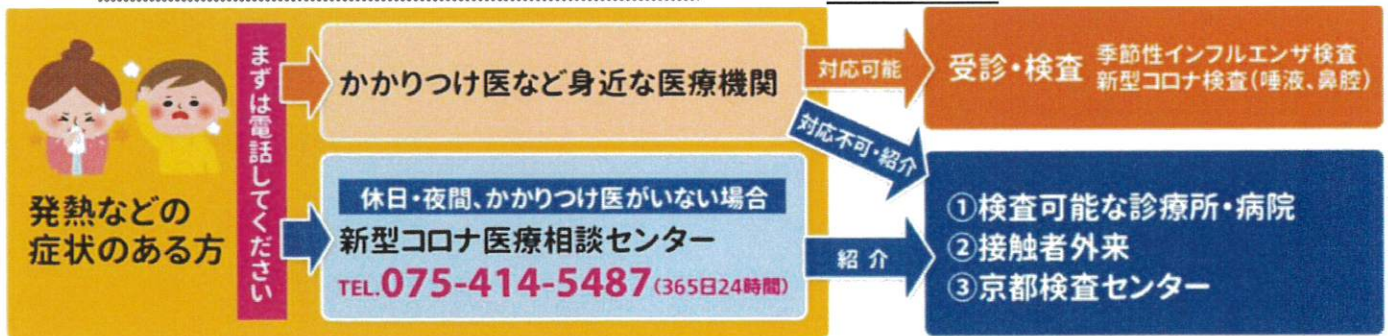 発熱などの
症状のある方
まずは電話してください
かかりつけ医など身近な医療機関
対応可能
受診・検査 季節性インフルエンザ検査
新型コロナ検査(唾液、鼻腔)
対応不可・紹介
休日・夜間、かかりつけ医がいない場合
新型コロナ医療相談センター
TEL.075-414-5487(365日24時間)
紹介
①検査可能な診療所・病院
②接触者外来
③京都検査センター